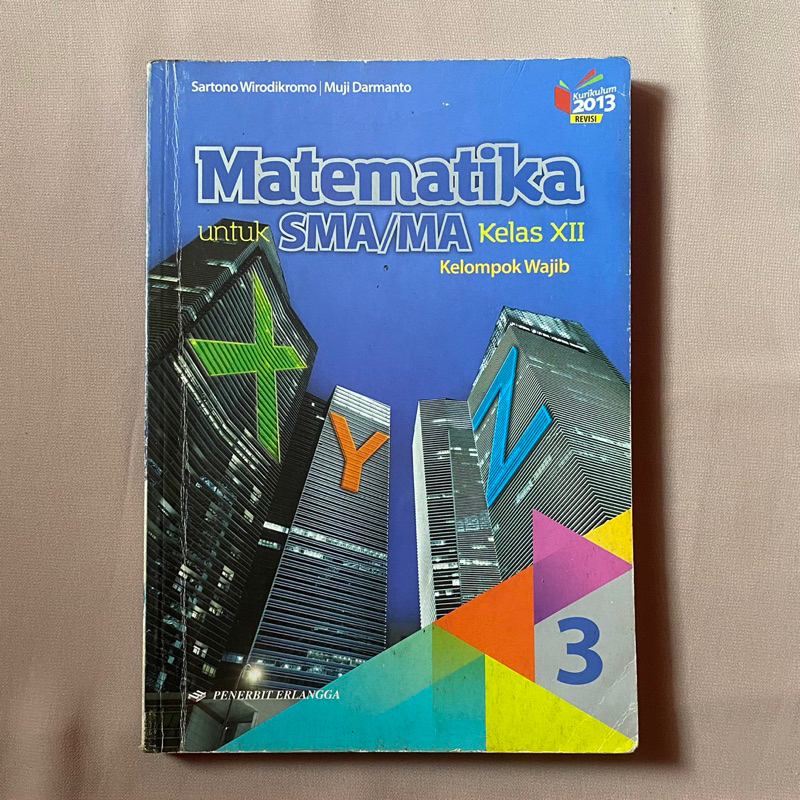 Sartono Wirodikromo | Muji Darmanto
Kurikulum
2013
REVISI
Matematika
untuk SMA/MA Kelas XII
Kelompok Wajib
X
Y
Z
3
PENERBIT ERLANGGA